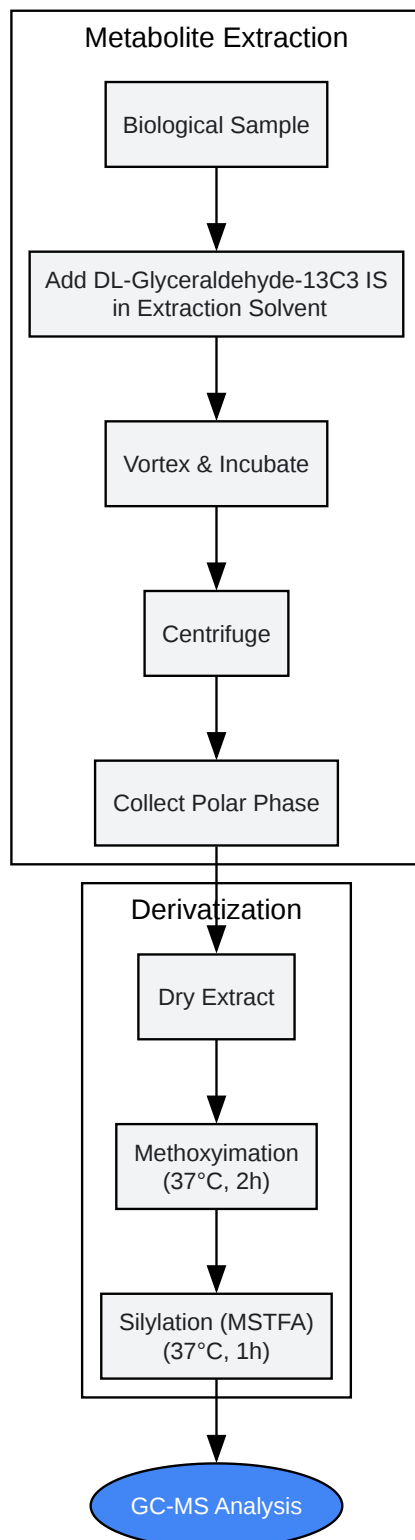 Metabolite Extraction
Biological Sample
Add DL-Glyceraldehyde-13C3 IS
in Extraction Solvent
Vortex & Incubate
Centrifuge
Collect Polar Phase
Derivatization
Dry Extract
Methoxyimation
(37°C, 2h)
Silylation (MSTFA)
(37°C, 1h)
GC-MS Analysis